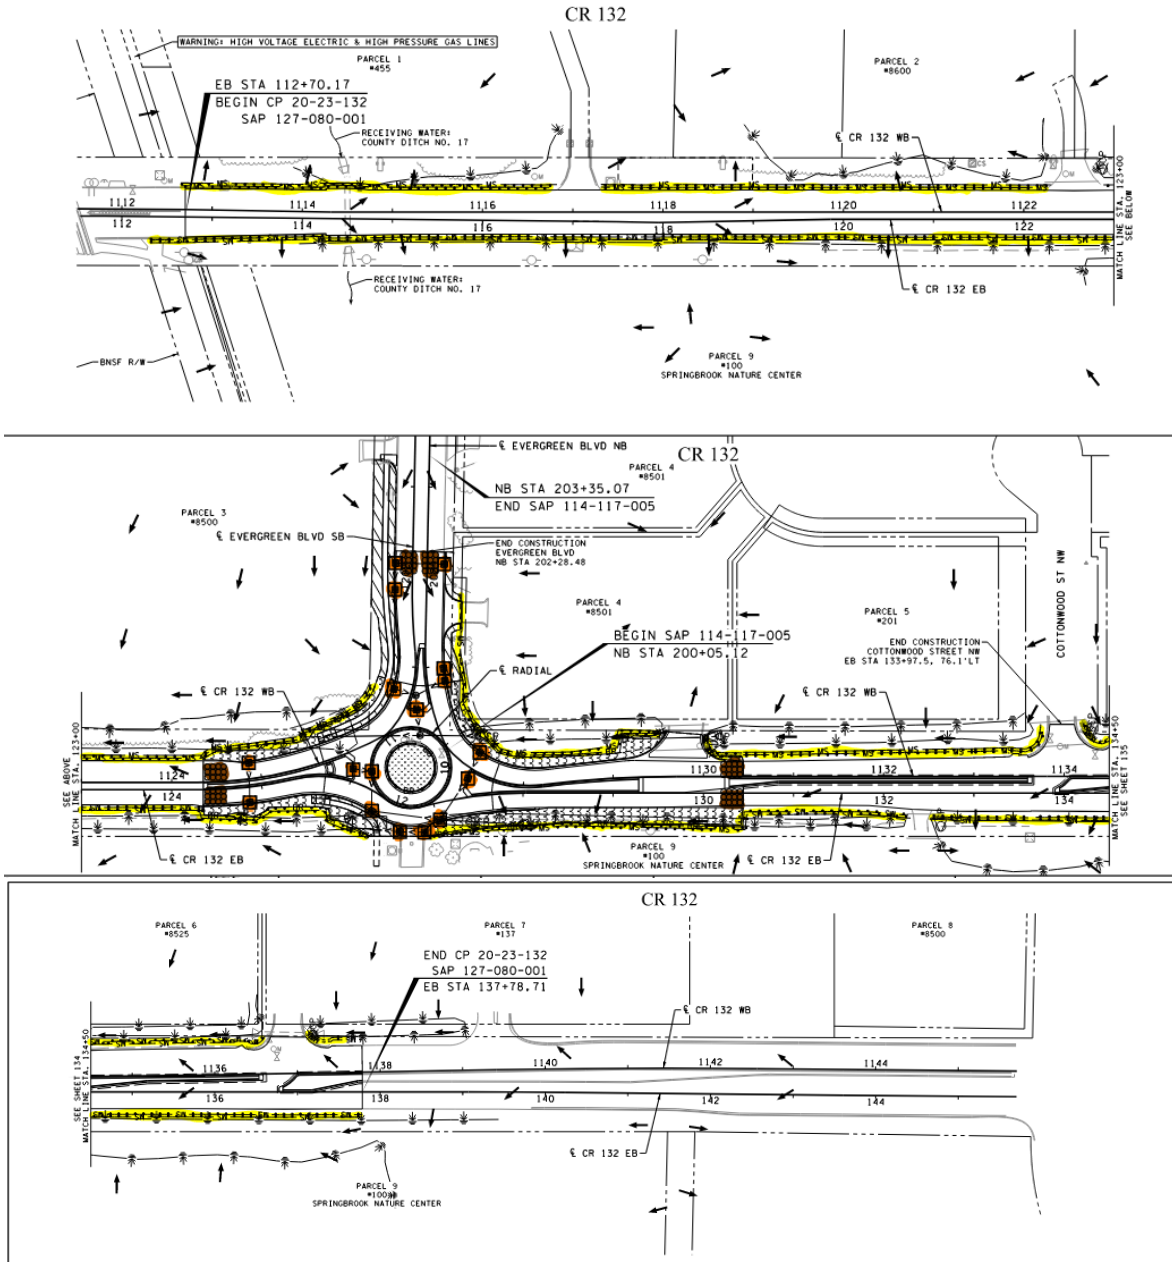 CR 132
WARNING: HIGH VOLTAGE ELECTRIC & HIGH PRESSURE GAS LINES
PARCEL 1
#455
PARCEL 2
#8600
EB STA 112+70.17
BEGIN CP 20-23-132
SAP 127-080-001
RECEIVING WATER:
COUNTY DITCH NO. 17
℄ CR 132 WB
CS
M
M
1112
1114
1116
1118
1120
1122
112
114
116
118
120
122
MATCH LINE STA. 123+00
SEE BELOW
RECEIVING WATER:
COUNTY DITCH NO. 17
℄ CR 132 EB
BNSF R/W
PARCEL 9
#100
SPRINGBROOK NATURE CENTER
CR 132
℄ EVERGREEN BLVD NB
PARCEL 4
#8501
NB STA 203+35.07
END SAP 114-117-005
PARCEL 3
#8500
℄ EVERGREEN BLVD SB
END CONSTRUCTION
EVERGREEN BLVD
NB STA 202+28.48
PARCEL 4
#8501
PARCEL 5
#201
COTTONWOOD ST NW
BEGIN SAP 114-117-005
NB STA 200+05.12
END CONSTRUCTION
COTTONWOOD STREET NW
EB STA 133+97.5, 76.1'LT
℄ RADIAL
℄ CR 132 WB
℄ CR 132 WB
SEE ABOVE
MATCH LINE STA. 123+00
1124
1130
1132
1134
124
10
12
130
132
134
MATCH LINE STA. 134+50
SEE SHEET 135
℄ CR 132 EB
PARCEL 9
#100
SPRINGBROOK NATURE CENTER
℄ CR 132 EB
CR 132
PARCEL 6
#8525
PARCEL 7
#137
PARCEL 8
#8500
END CP 20-23-132
SAP 127-080-001
EB STA 137+78.71
℄ CR 132 WB
SEE SHEET 134
MATCH LINE STA. 134+50
1136
1138
1140
1142
1144
136
138
140
142
144
℄ CR 132 EB
PARCEL 9
#100
SPRINGBROOK NATURE CENTER